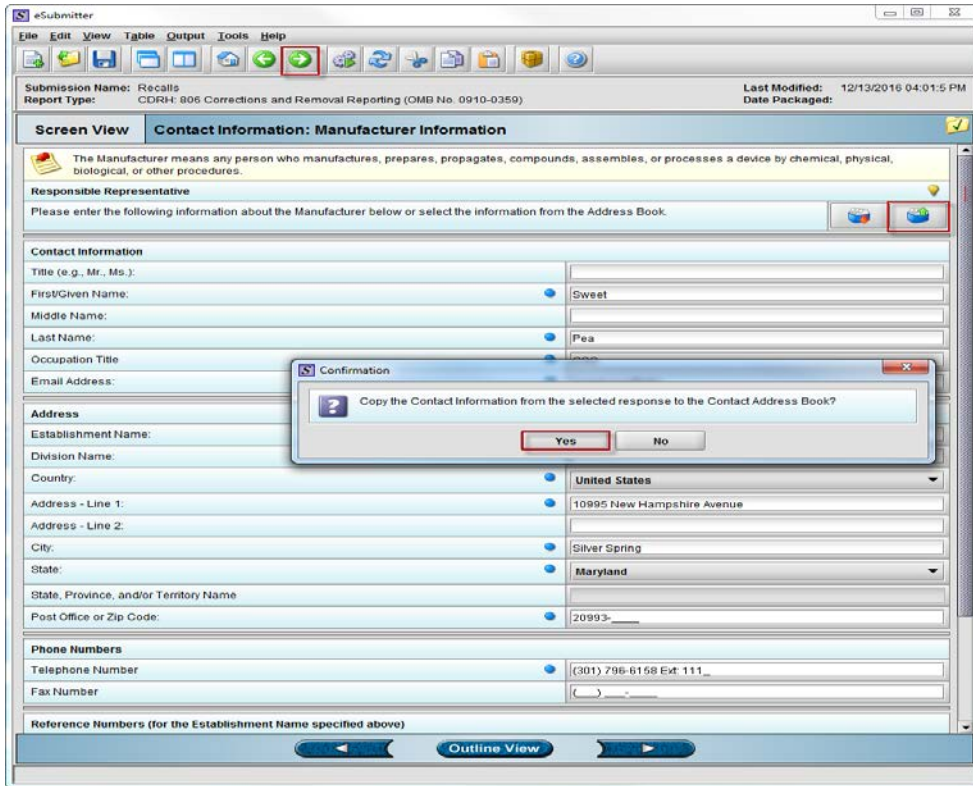 eSubmitter
File Edit View Table Output Tools Help
Submission Name: Recalls Last Modified: 12/13/2016 04:01:5 PM
Report Type: CDRH: 806 Corrections and Removal Reporting (OMB No. 0910-0359) Date Packaged:
Screen View Contact Information: Manufacturer Information
The Manufacturer means any person who manufactures, prepares, propagates, compounds, assembles, or processes a device by chemical, physical,
biological, or other procedures.
Responsible Representative
Please enter the following information about the Manufacturer below or select the information from the Address Book.
Contact Information
Title (e.g., Mr., Ms.):
First/Given Name: Sweet
Middle Name:
Last Name: Pea
Occupation Title
Email Address:
Confirmation
Copy the Contact Information from the selected response to the Contact Address Book?
Yes No
Address
Establishment Name:
Division Name:
Country: United States
Address - Line 1: 10995 New Hampshire Avenue
Address - Line 2:
City: Silver Spring
State: Maryland
State, Province, and/or Territory Name
Post Office or Zip Code: 20993-____
Phone Numbers
Telephone Number (301) 796-6158 Ext: 111_
Fax Number (___) ___-____
Reference Numbers (for the Establishment Name specified above)
Outline View